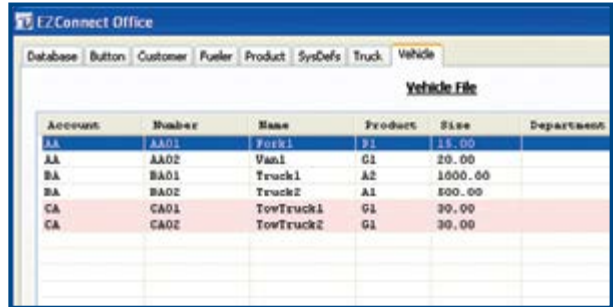 EZConnect Office
Database Button Customer Fueler Product SysDefs Truck Vehicle
Vehicle File
Account Number Name Product Size Department
AA AA01 Fork1 P1 15.00
AA AA02 Van1 G1 20.00
BA BA01 Truck1 A2 1000.00
BA BA02 Truck2 A1 500.00
CA CA01 TowTruck1 G1 30.00
CA CA02 TowTruck2 G1 30.00